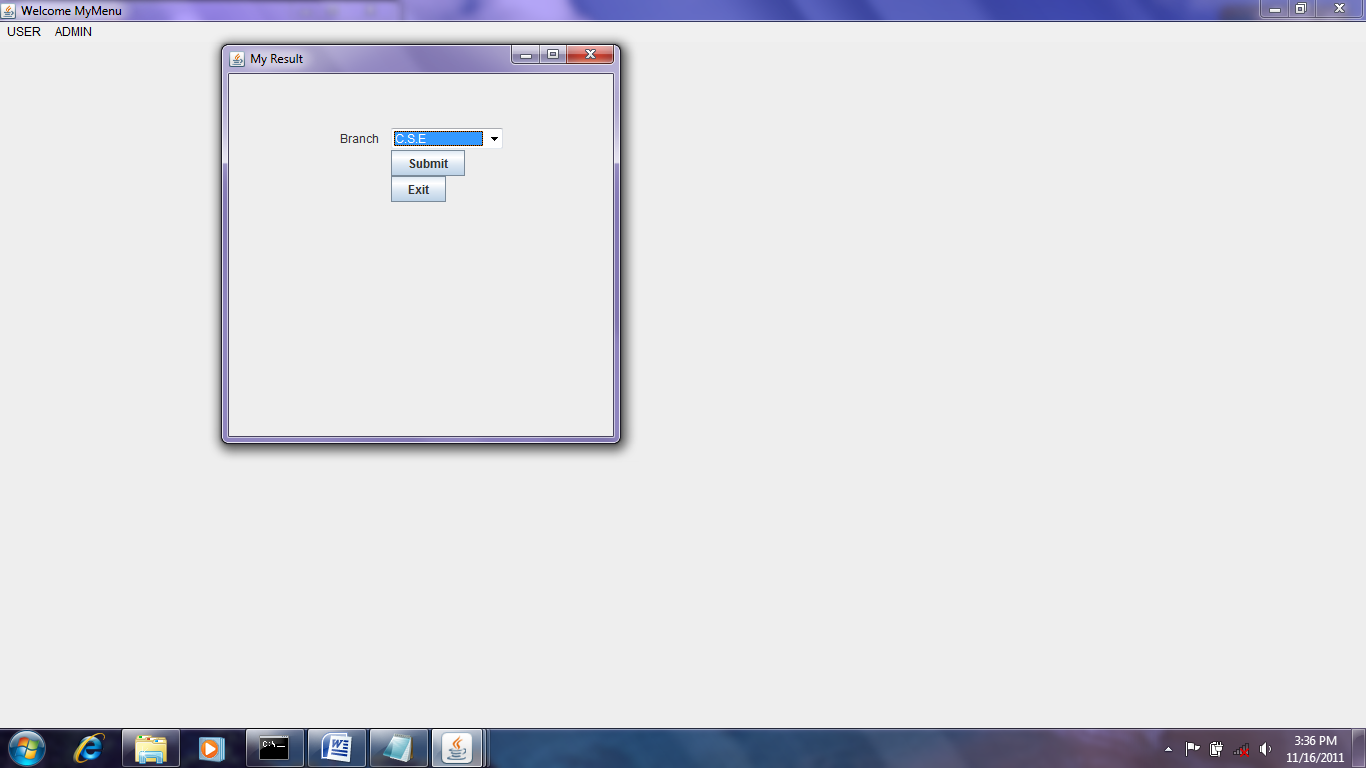 Welcome MyMenu
USER ADMIN
My Result
Branch C.S.E
Submit
Exit
C:\_
W
3:36 PM
11/16/2011